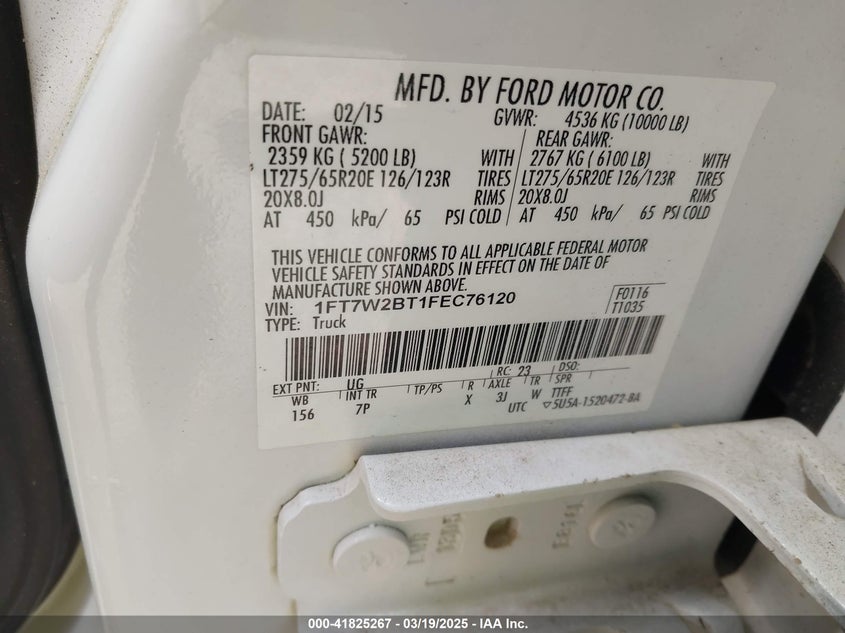 MFD. BY FORD MOTOR CO.
DATE: 02/15 GVWR: 4536 KG (10000 LB)
FRONT GAWR: REAR GAWR:
2359 KG ( 5200 LB) WITH 2767 KG ( 6100 LB) WITH
LT275/65R20E 126/123R TIRES LT275/65R20E 126/123R TIRES
20X8.0J RIMS 20X8.0J RIMS
AT 450 kPa/ 65 PSI COLD AT 450 kPa/ 65 PSI COLD
THIS VEHICLE CONFORMS TO ALL APPLICABLE FEDERAL MOTOR
VEHICLE SAFETY STANDARDS IN EFFECT ON THE DATE OF
MANUFACTURE SHOWN ABOVE.
VIN: 1FT7W2BT1FEC76120 F0116
TYPE: Truck T1035
EXT PNT: UG RC: 23 DSO:
WB INT TR TP/PS R AXLE TR SPR
156 7P X 3J W TTFF
UTC ▽5U5A-1520472-BA
000-41825267 - 03/19/2025 - IAA Inc.